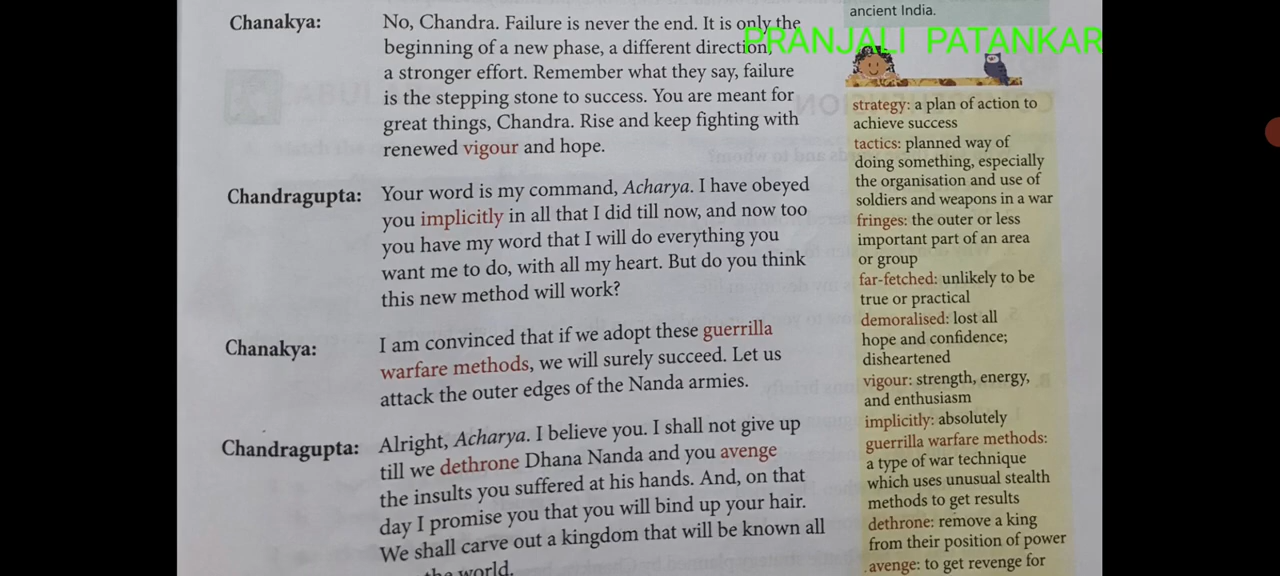 Chanakya:
No, Chandra. Failure is never the end. It is only the
beginning of a new phase, a different direction,
a stronger effort. Remember what they say, failure
is the stepping stone to success. You are meant for
great things, Chandra. Rise and keep fighting with
renewed vigour and hope.
Chandragupta:
Your word is my command, Acharya. I have obeyed
you implicitly in all that I did till now, and now too
you have my word that I will do everything you
want me to do, with all my heart. But do you think
this new method will work?
Chanakya:
I am convinced that if we adopt these guerrilla
warfare methods, we will surely succeed. Let us
attack the outer edges of the Nanda armies.
Chandragupta:
Alright, Acharya. I believe you. I shall not give up
till we dethrone Dhana Nanda and you avenge
the insults you suffered at his hands. And, on that
day I promise you that you will bind up your hair.
We shall carve out a kingdom that will be known all
the world.
ancient India.
PRANJALI PATANKAR
strategy: a plan of action to
achieve success
tactics: planned way of
doing something, especially
the organisation and use of
soldiers and weapons in a war
fringes: the outer or less
important part of an area
or group
far-fetched: unlikely to be
true or practical
demoralised: lost all
hope and confidence;
disheartened
vigour: strength, energy,
and enthusiasm
implicitly: absolutely
guerrilla warfare methods:
a type of war technique
which uses unusual stealth
methods to get results
dethrone: remove a king
from their position of power
avenge: to get revenge for